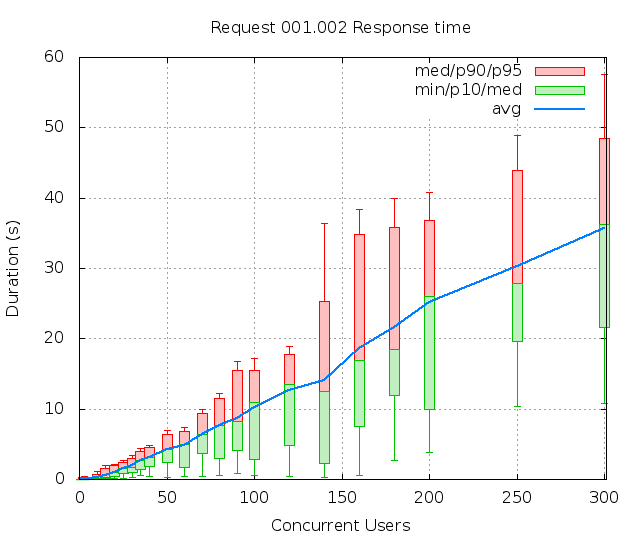 Request 001.002 Response time
60
50
40
30
20
10
0
Duration (s)
med/p90/p95
min/p10/med
avg
0 50 100 150 200 250 300
Concurrent Users